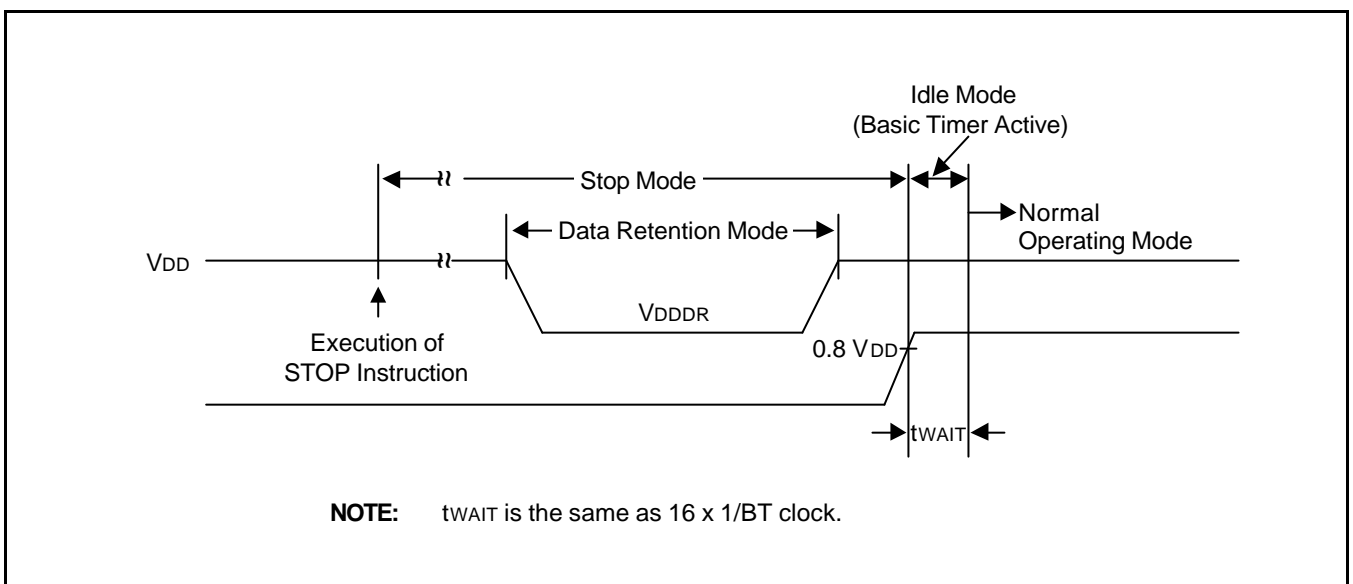 Idle Mode
(Basic Timer Active)
Stop Mode
Normal
Operating Mode
Data Retention Mode
VDD
VDDDR
Execution of
STOP Instruction
0.8 VDD
tWAIT
NOTE: tWAIT is the same as 16 x 1/BT clock.